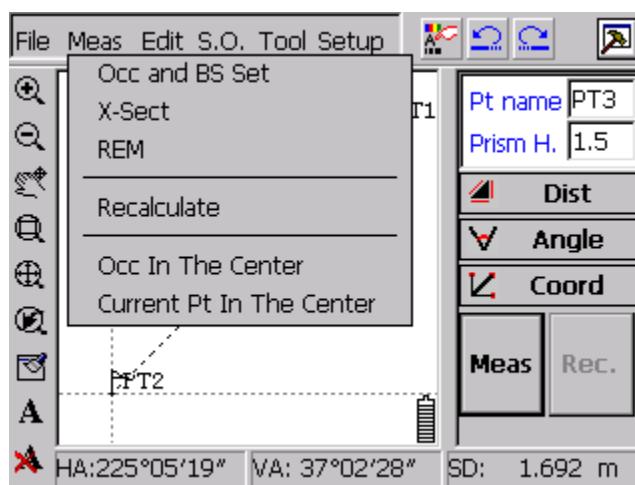 File Meas Edit S.O. Tool Setup
Occ and BS Set
X-Sect
REM
Recalculate
Occ In The Center
Current Pt In The Center
T1
PT2
A
Pt name PT3
Prism H. 1.5
Dist
Angle
Coord
Meas Rec.
HA:225°05'19" VA: 37°02'28" SD: 1.692 m